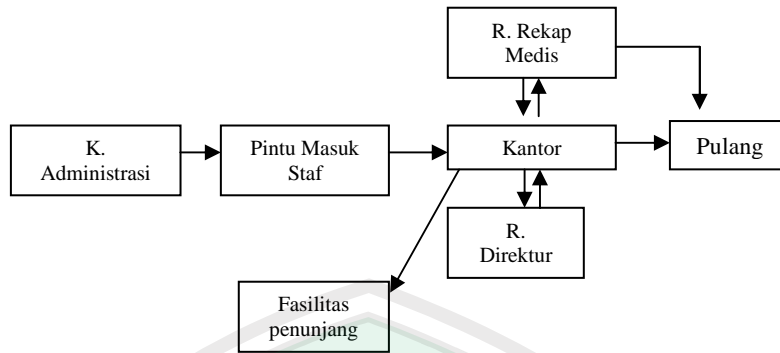 R. Rekap
Medis
K.
Administrasi
Pintu Masuk
Staf
Kantor
Pulang
R.
Direktur
Fasilitas
penunjang